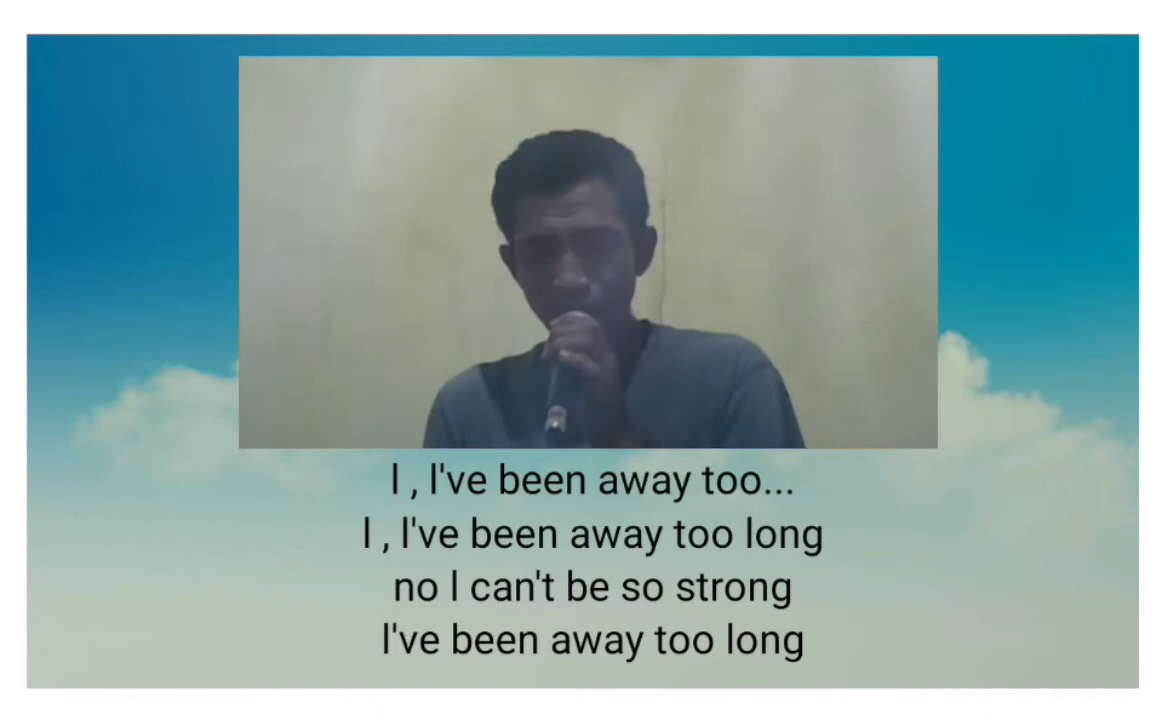 I , I've been away too...
I , I've been away too long
no I can't be so strong
I've been away too long